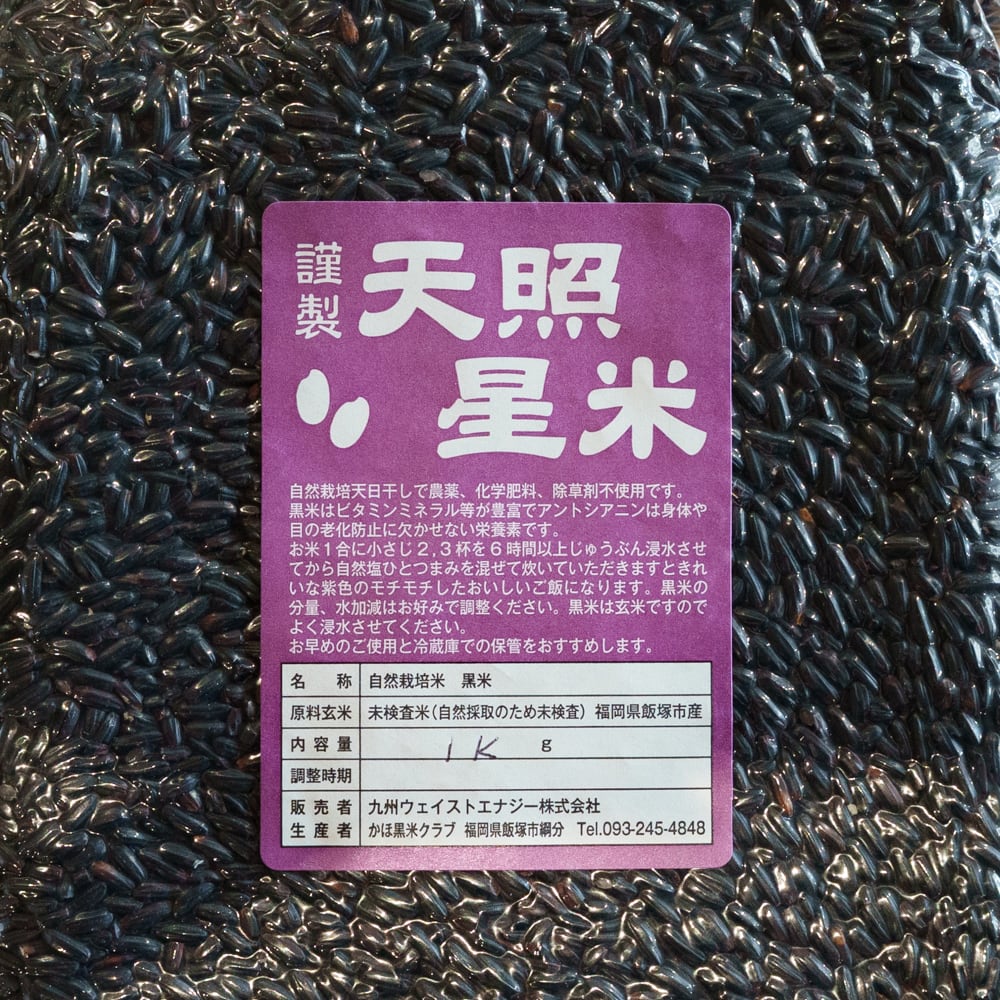 謹製
天照
星米
自然栽培天日干しで農薬、化学肥料、除草剤不使用です。
黒米はビタミンミネラル等が豊富でアントシアニンは身体や
目の老化防止に欠かせない栄養素です。
お米1合に小さじ2,3杯を6時間以上じゅうぶん浸水させ
てから自然塩ひとつまみを混ぜて炊いていただきますときれ
いな紫色のモチモチしたおいしいご飯になります。黒米の
分量、水加減はお好みで調整ください。黒米は玄米ですので
よく浸水させてください。
お早めのご使用と冷蔵庫での保管をおすすめします。
名 称 自然栽培米 黒米
原料玄米 未検査米(自然採取のため未検査) 福岡県飯塚市産
内容量 1K g
調整時期
販売者 九州ウェイストエナジー株式会社
生産者 かほ黒米クラブ 福岡県飯塚市綱分 Tel.093-245-4848